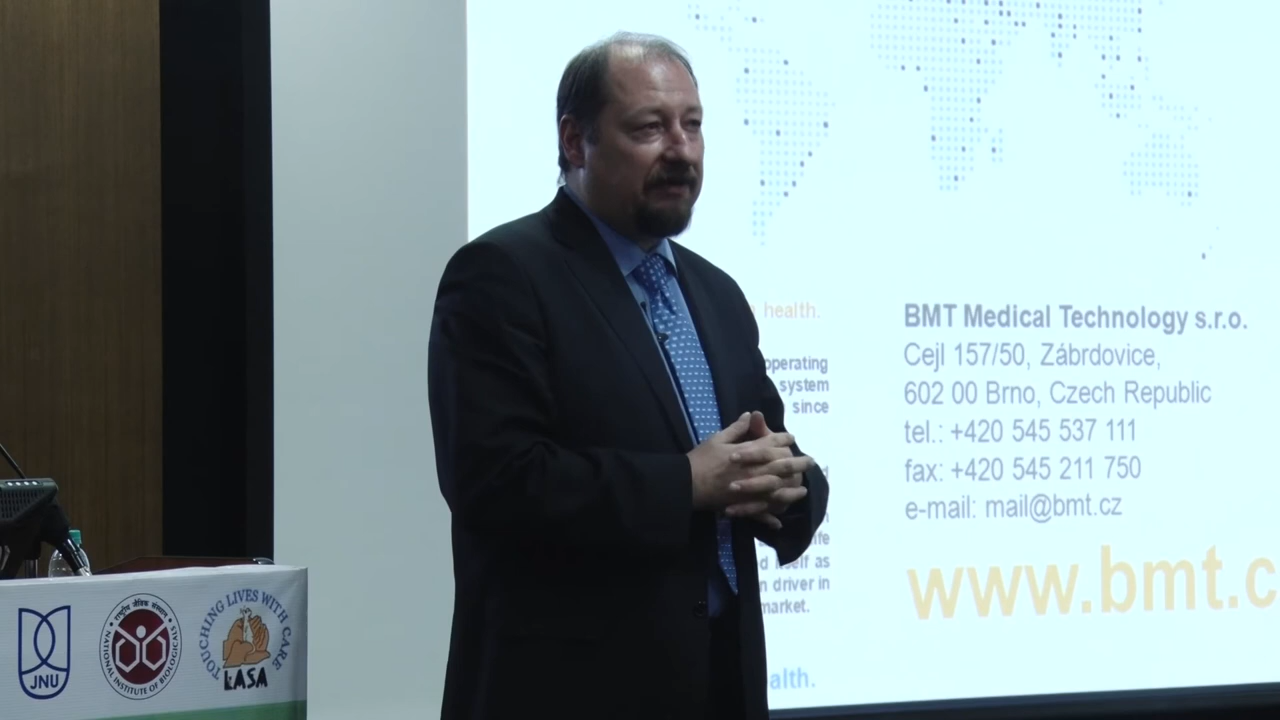 health.
BMT Medical Technology s.r.o.
Cejl 157/50, Zábrdovice,
602 00 Brno, Czech Republic
tel.: +420 545 537 111
fax: +420 545 211 750
e-mail: mail@bmt.cz
www.bmt.c
operating
system
since
as
driver in
market.
JNU
राष्ट्रीय जैविक संस्थान
NATIONAL INSTITUTE OF BIOLOGICALS
TOUCHING LIVES WITH CARE
kASA